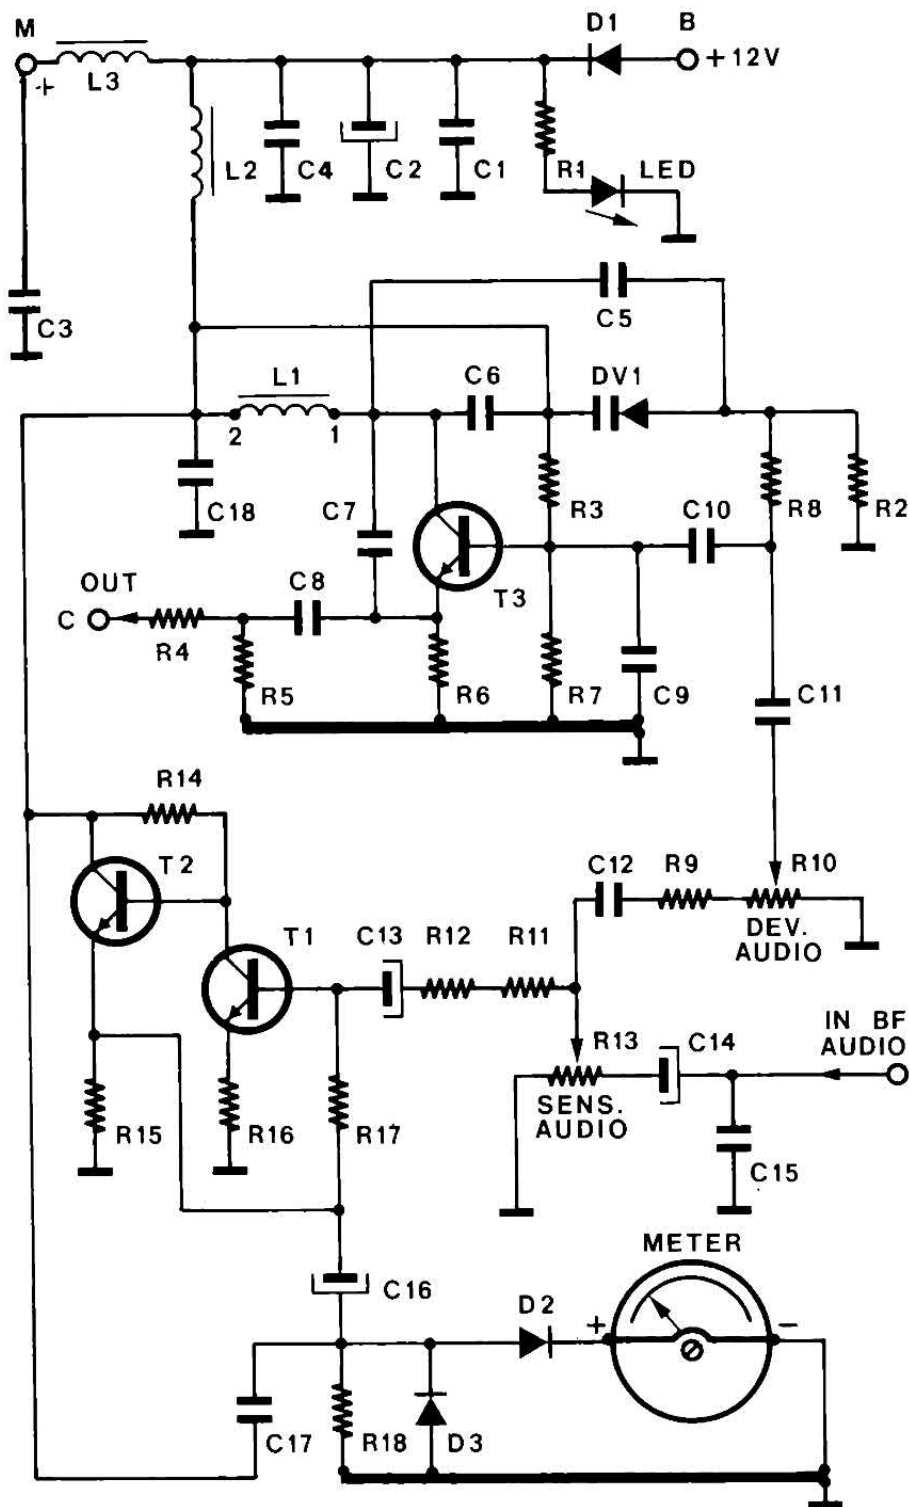 M
D1
B
+
L3
+12V
L2
C4
C2
C1
R1
LED
C3
C5
L1
C6
DV1
2
1
C18
C7
R3
C10
R8
R2
OUT
C8
T3
C
R4
R5
R6
R7
C9
C11
R14
T2
C12
R9
R10
T1
C13
R12
R11
DEV.
AUDIO
IN BF
AUDIO
R13
C14
SENS.
AUDIO
R15
R16
R17
C15
METER
C16
D2
+
-
C17
R18
D3